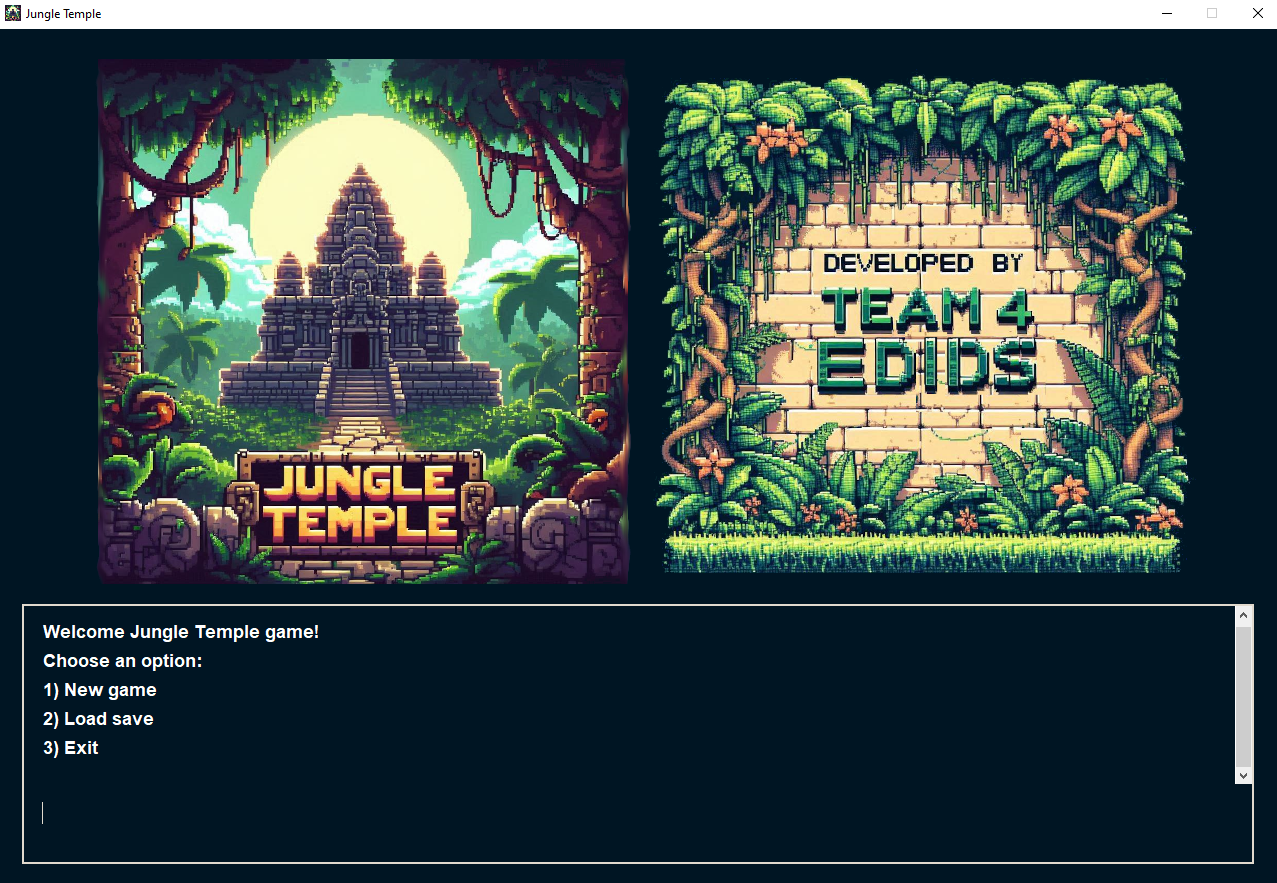 Jungle Temple
JUNGLE
TEMPLE
DEVELOPED BY
TEAM 4
EDIDS
Welcome Jungle Temple game!
Choose an option:
1) New game
2) Load save
3) Exit